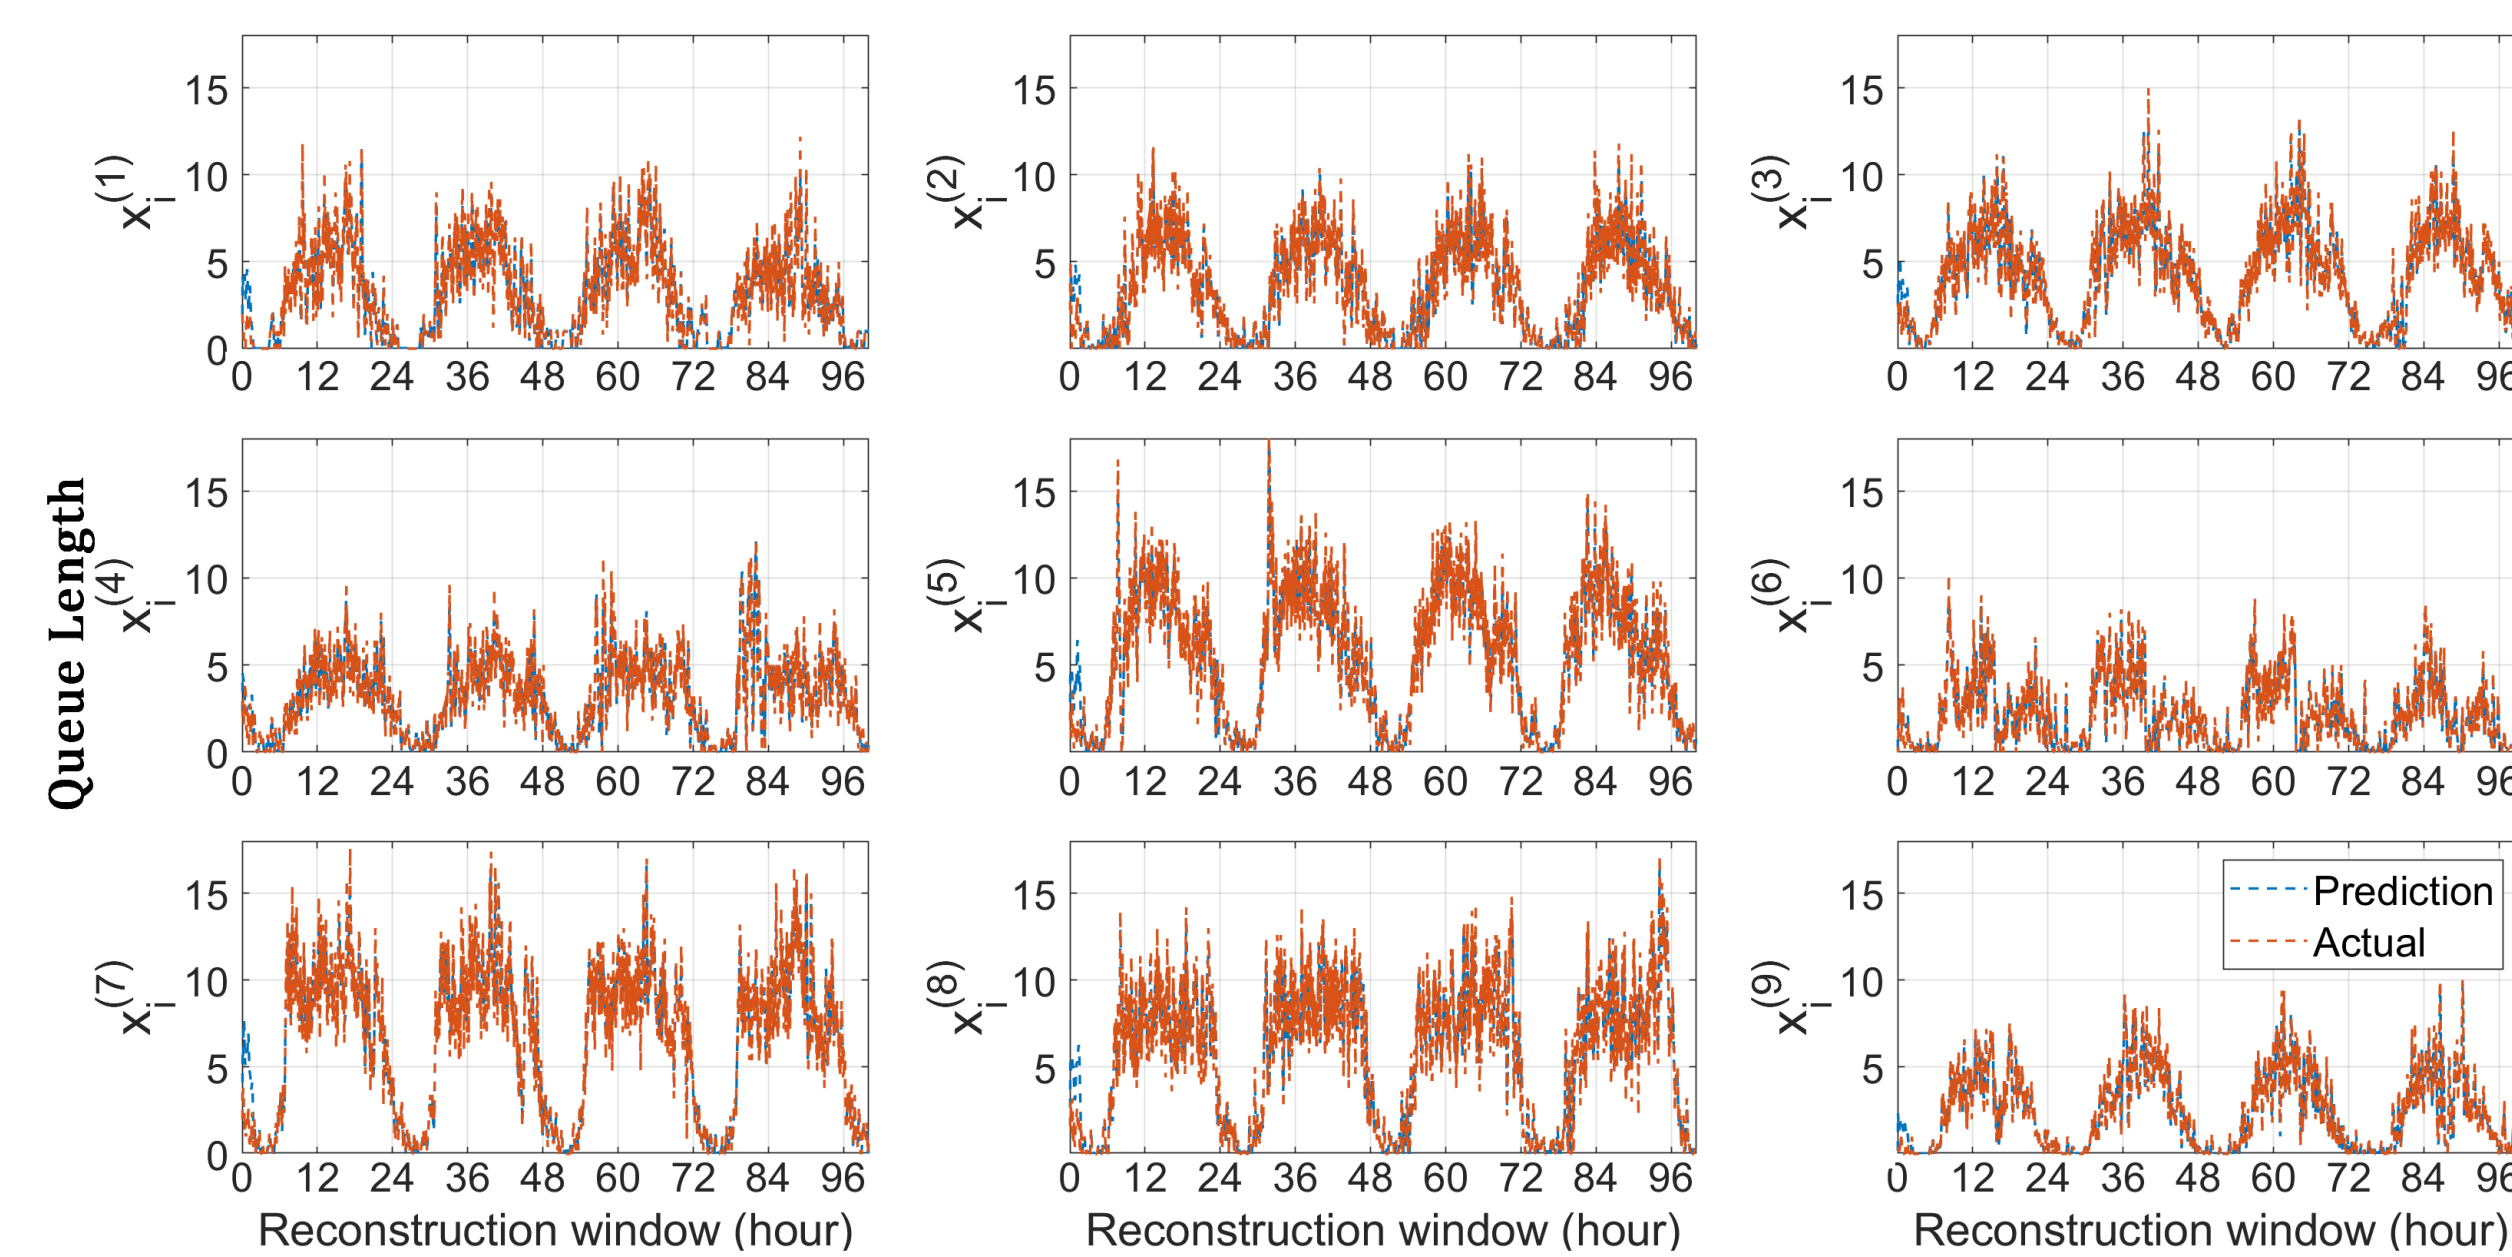 15 10 5 0
x_i^(1)
0 12 24 36 48 60 72 84 96
15 10 5
x_i^(2)
0 12 24 36 48 60 72 84 96
15 10 5
x_i^(3)
0 12 24 36 48 60 72 84 96
Queue Length
15 10 5 0
x_i^(4)
0 12 24 36 48 60 72 84 96
15 10 5
x_i^(5)
0 12 24 36 48 60 72 84 96
15 10 5
x_i^(6)
0 12 24 36 48 60 72 84 96
15 10 5 0
x_i^(7)
0 12 24 36 48 60 72 84 96
Reconstruction window (hour)
15 10 5
x_i^(8)
0 12 24 36 48 60 72 84 96
Reconstruction window (hour)
15 10 5
x_i^(9)
Prediction
Actual
0 12 24 36 48 60 72 84 96
Reconstruction window (hour)